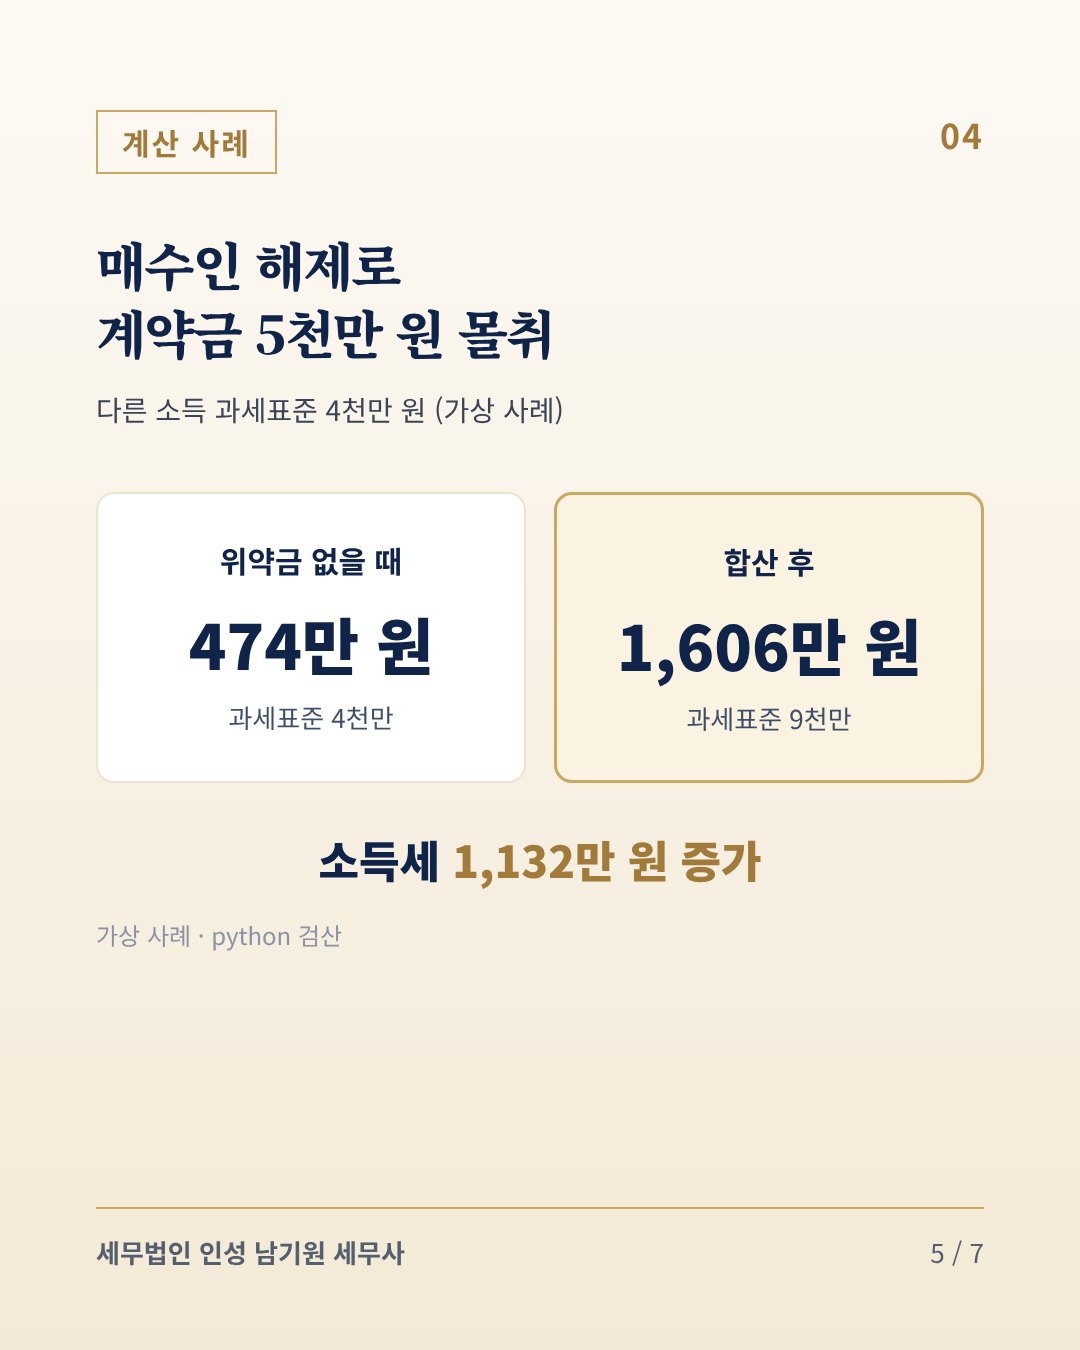 계산 사례
04
매수인 해제로
계약금 5천만 원 몰취
다른 소득 과세표준 4천만 원 (가상 사례)
위약금 없을 때
474만 원
과세표준 4천만
합산 후
1,606만 원
과세표준 9천만
소득세 1,132만 원 증가
가상 사례 · python 검산
세무법인 인성 남기원 세무사
5 / 7